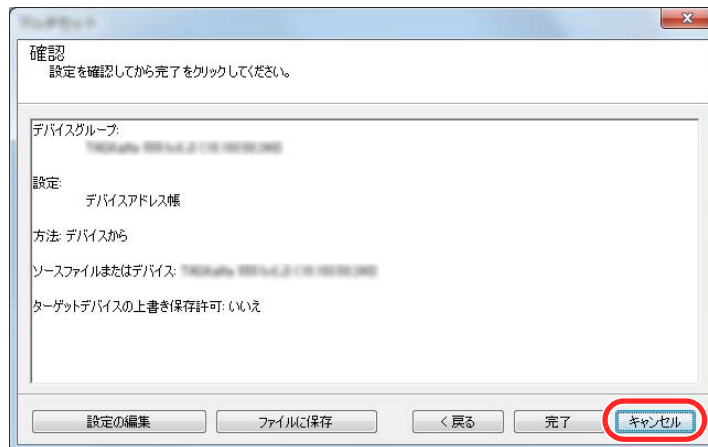 確認
設定を確認してから完了をクリックしてください。
デバイスグループ:
設定:
デバイスアドレス帳
方法: デバイスから
ソースファイルまたはデバイス:
ターゲットデバイスの上書き保存許可: いいえ
設定の編集 ファイルに保存 < 戻る 完了 キャンセル